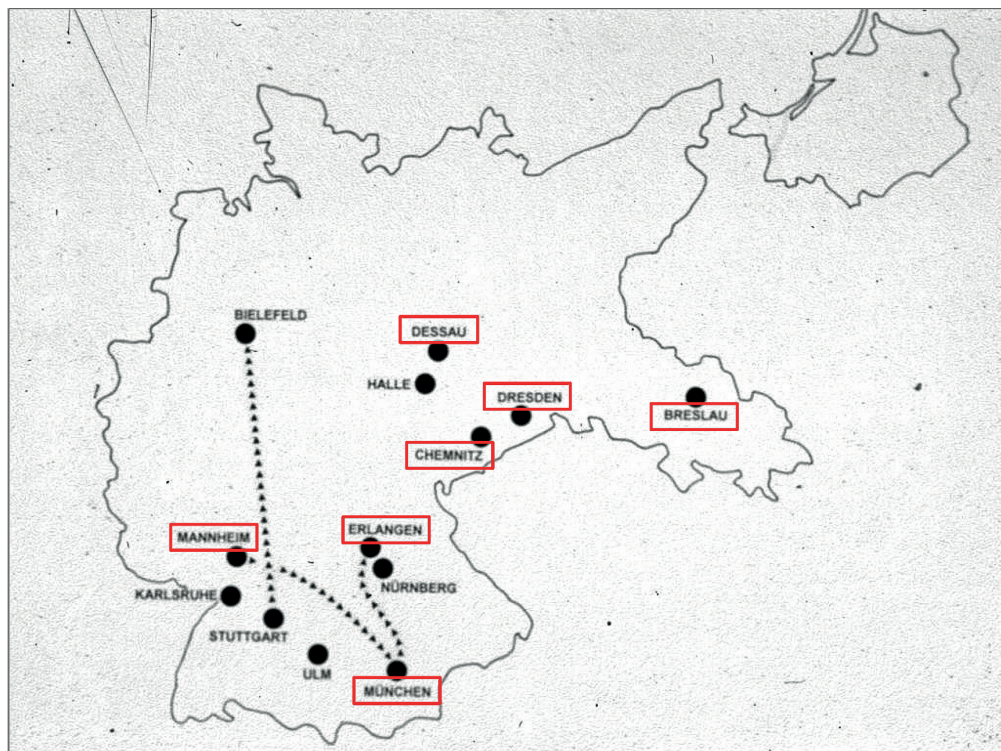 BIELEFELD
DESSAU
HALLE
DRESDEN
BRESLAU
CHEMNITZ
MANNHEIM
ERLANGEN
NÜRNBERG
KARLSRUHE
STUTTGART
ULM
MÜNCHEN